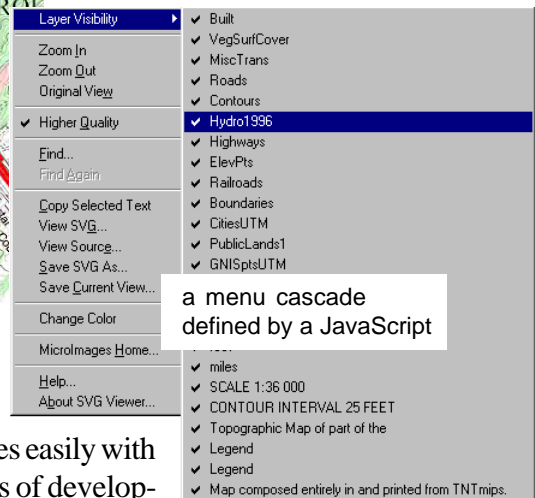 Layer Visibility
Zoom In
Zoom Out
Original View
Higher Quality
Find...
Find Again
Copy Selected Text
View SVG...
View Source...
Save SVG As...
Save Current View...
Change Color
MicroImages Home...
Help...
About SVG Viewer...
Built
VegSurfCover
MiscTrans
Roads
Contours
Hydro1996
Highways
ElevPts
Railroads
Boundaries
CitiesUTM
PublicLands1
GNISptsUTM
a menu cascade
defined by a JavaScript
miles
SCALE 1:36 000
CONTOUR INTERVAL 25 FEET
Topographic Map of part of the
Legend
Legend
Map composed entirely in and printed from TNTmips.
es easily with
s of develop-